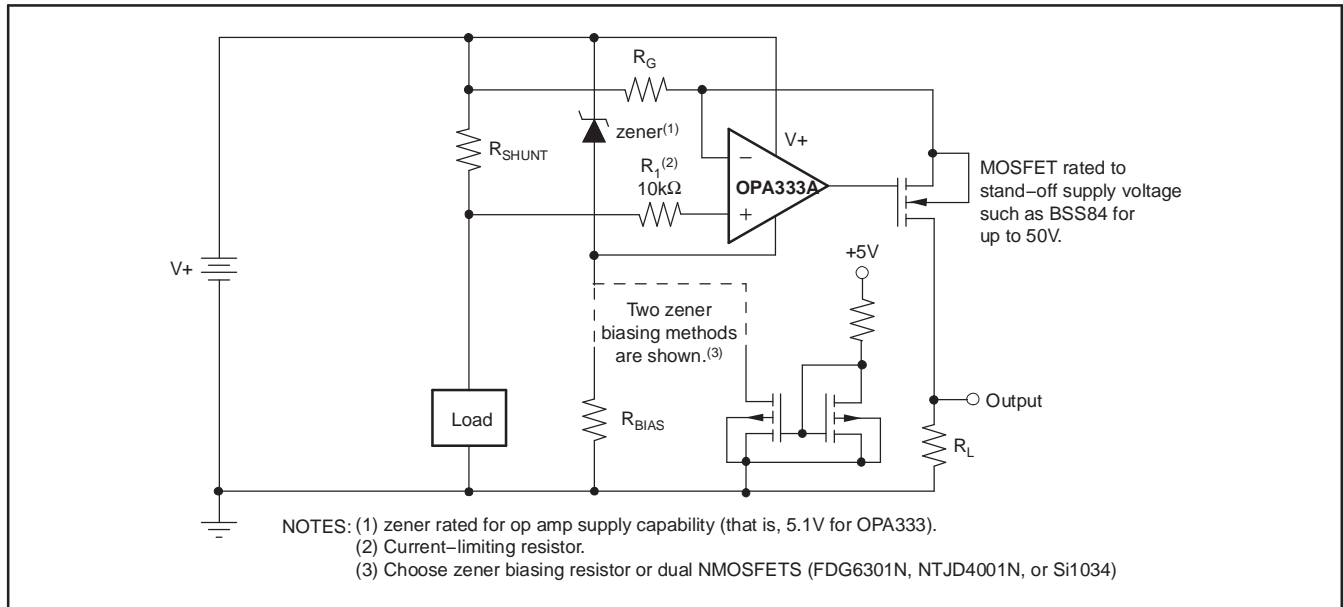 R_G
zener(1)
V+
R_SHUNT
R_1(2)
10kΩ
−
OPA333A
+
MOSFET rated to
stand−off supply voltage
such as BSS84 for
up to 50V.
+5V
V+
Two zener
biasing methods
are shown.(3)
Load
R_BIAS
Output
R_L
NOTES: (1) zener rated for op amp supply capability (that is, 5.1V for OPA333).
(2) Current−limiting resistor.
(3) Choose zener biasing resistor or dual NMOSFETS (FDG6301N, NTJD4001N, or Si1034)